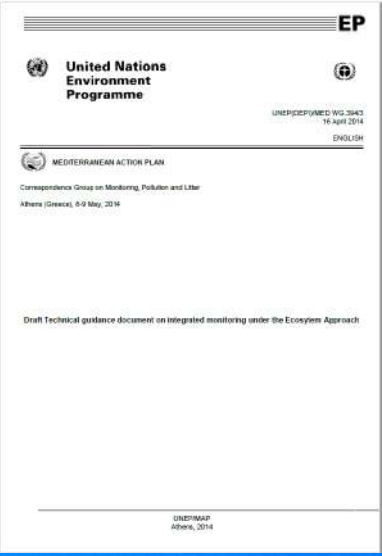 EP
United Nations
Environment
Programme
UNEP(DEPI)/MED WG.394/3
16 April 2014
ENGLISH
MEDITERRANEAN ACTION PLAN
Correspondence Group on Monitoring, Pollution and Litter
Athens (Greece), 8-9 May, 2014
Draft Technical guidance document on integrated monitoring under the Ecosytem Approach
UNEP/MAP
Athens, 2014